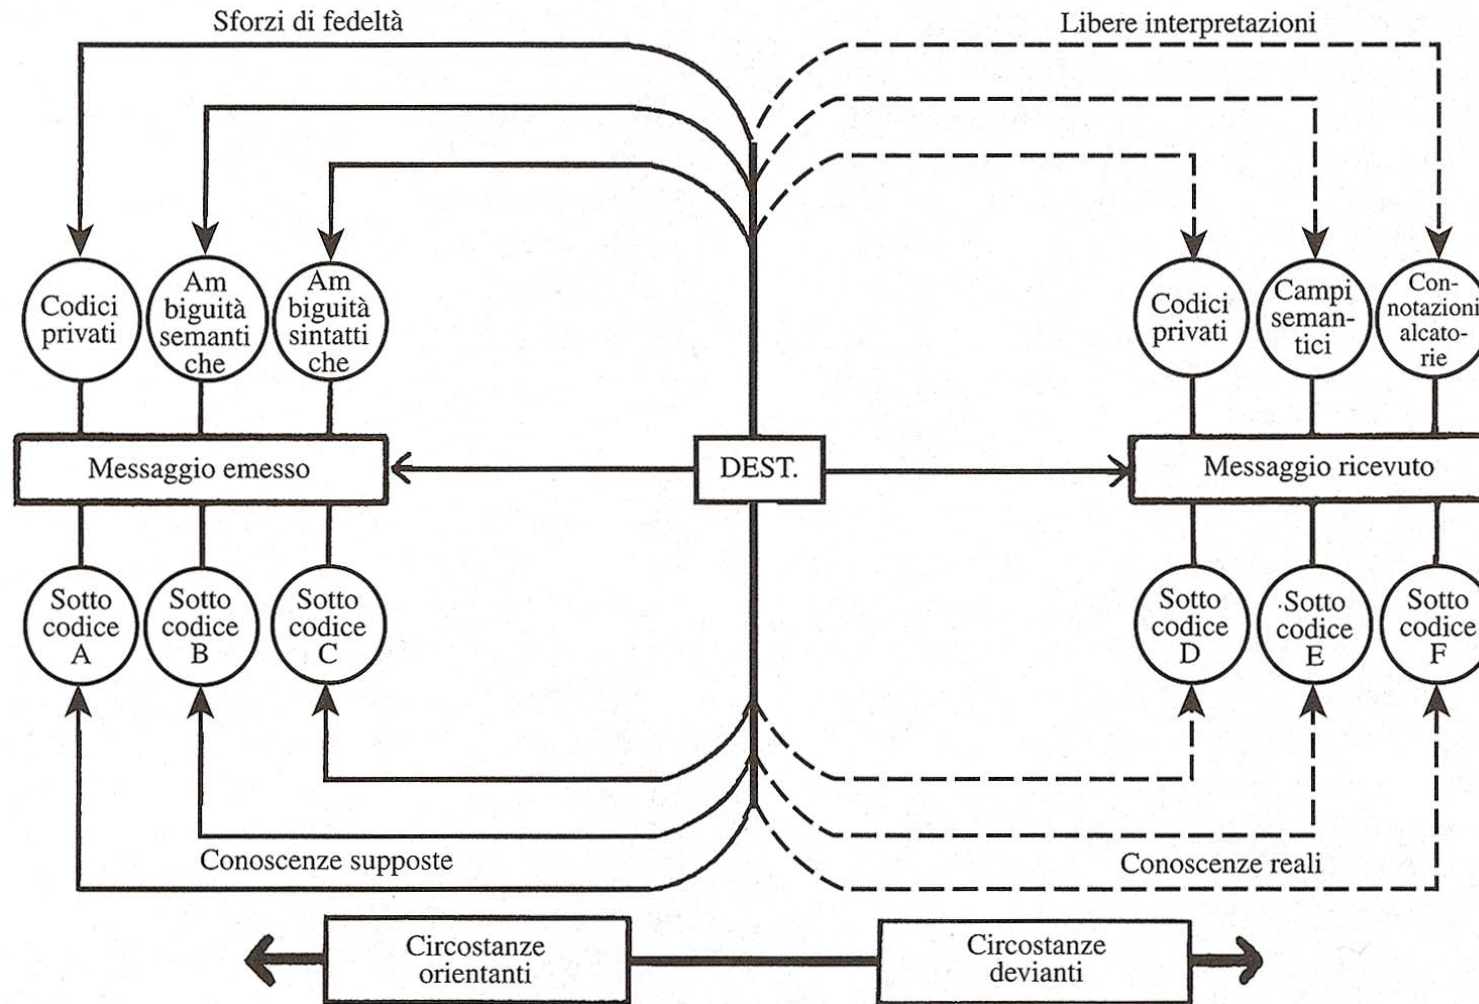 Sforzi di fedeltà
Libere interpretazioni
Codici
privati
Am
biguità
semanti
che
Am
biguità
sintatti
che
Codici
privati
Campi
seman-
tici
Con-
notazioni
alcato-
rie
Messaggio emesso
DEST.
Messaggio ricevuto
Sotto
codice
A
Sotto
codice
B
Sotto
codice
C
Sotto
codice
D
Sotto
codice
E
Sotto
codice
F
Conoscenze supposte
Conoscenze reali
Circostanze
orientanti
Circostanze
devianti